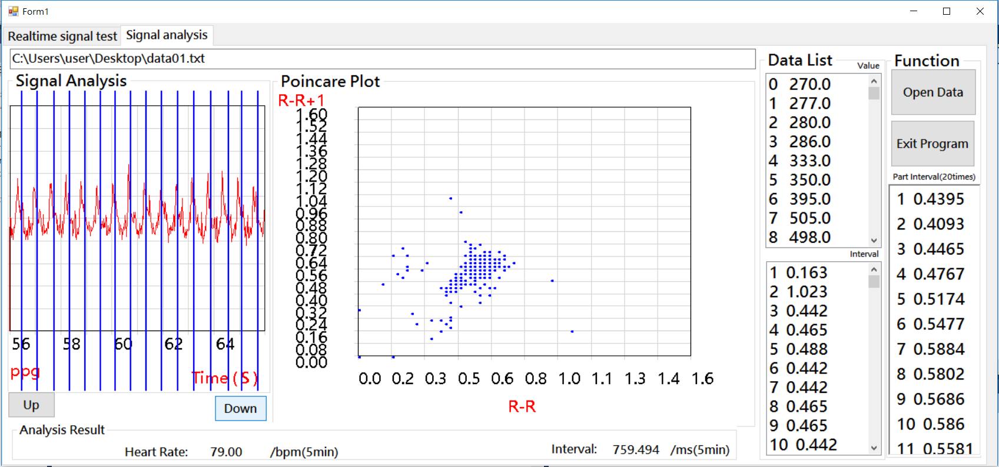 Form1
Realtime signal test
Signal analysis
C:\Users\user\Desktop\data01.txt
Signal Analysis
56 58 60 62 64
ppg
Time (S)
Up
Down
Poincare Plot
R-R+1
1.60
1.52
1.44
1.36
1.28
1.20
1.12
1.04
0.96
0.88
0.80
0.72
0.64
0.56
0.48
0.40
0.32
0.24
0.16
0.08
0.00
0.0 0.2 0.3 0.5 0.6 0.8 1.0 1.1 1.3 1.4 1.6
R-R
Data List
Value
0 270.0
1 277.0
2 280.0
3 286.0
4 333.0
5 350.0
6 395.0
7 505.0
8 498.0
Interval
1 0.163
2 1.023
3 0.442
4 0.465
5 0.488
6 0.442
7 0.442
8 0.465
9 0.465
10 0.442
Function
Open Data
Exit Program
Part Interval(20times)
1 0.4395
2 0.4093
3 0.4465
4 0.4767
5 0.5174
6 0.5477
7 0.5884
8 0.5802
9 0.5686
10 0.586
11 0.5581
Analysis Result
Heart Rate: 79.00 /bpm(5min)
Interval: 759.494 /ms(5min)